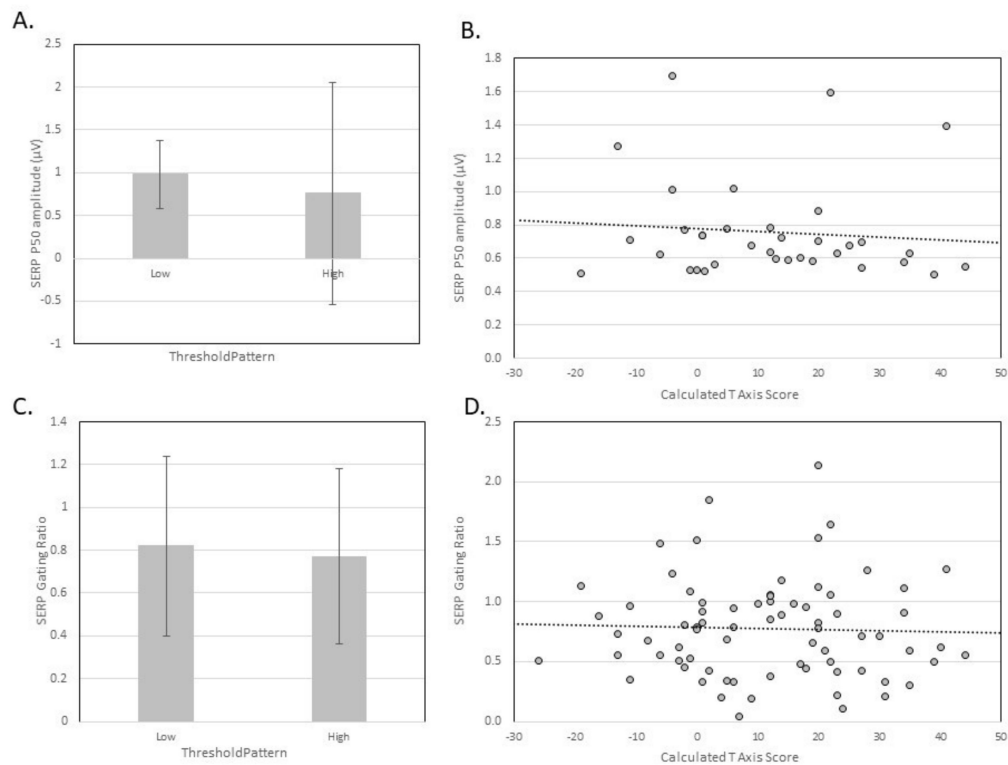 A.
SERP P50 amplitude (µV)
2.5
2
1.5
1
0.5
0
-0.5
-1
Low
High
ThresholdPattern
B.
SERP P50 amplitude (µV)
1.8
1.6
1.4
1.2
1.0
0.8
0.6
0.4
0.2
0.0
-30 -20 -10 0 10 20 30 40 50
Calculated T Axis Score
C.
SERP Gating Ratio
1.4
1.2
1
0.8
0.6
0.4
0.2
0
Low
High
ThresholdPattern
D.
SERP Gating Ratio
2.5
2.0
1.5
1.0
0.5
0.0
-30 -20 -10 0 10 20 30 40 50
Calculated T Axis Score